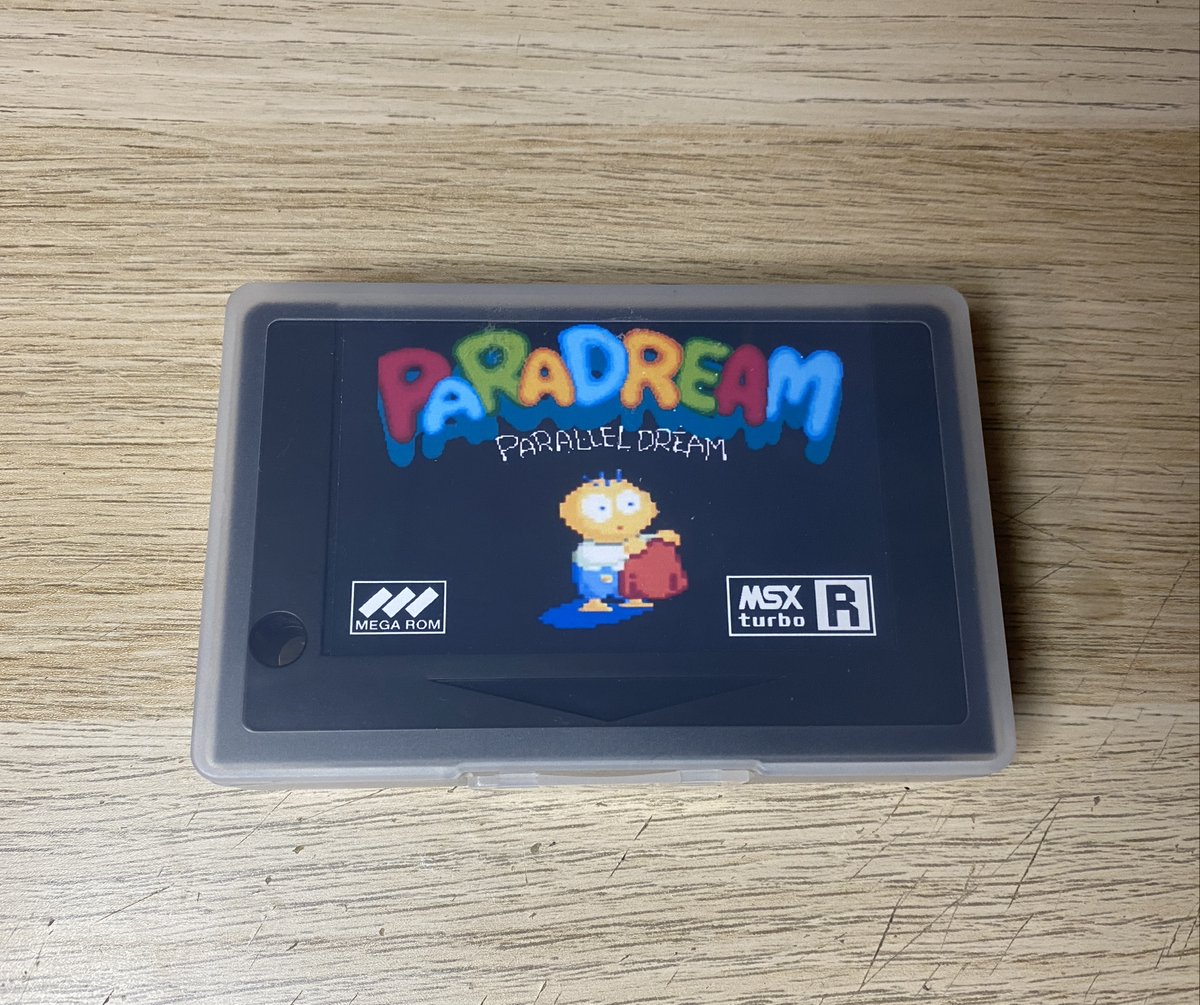 PARADREAM
PARALLEL DREAM
MEGA ROM
MSX
turbo R